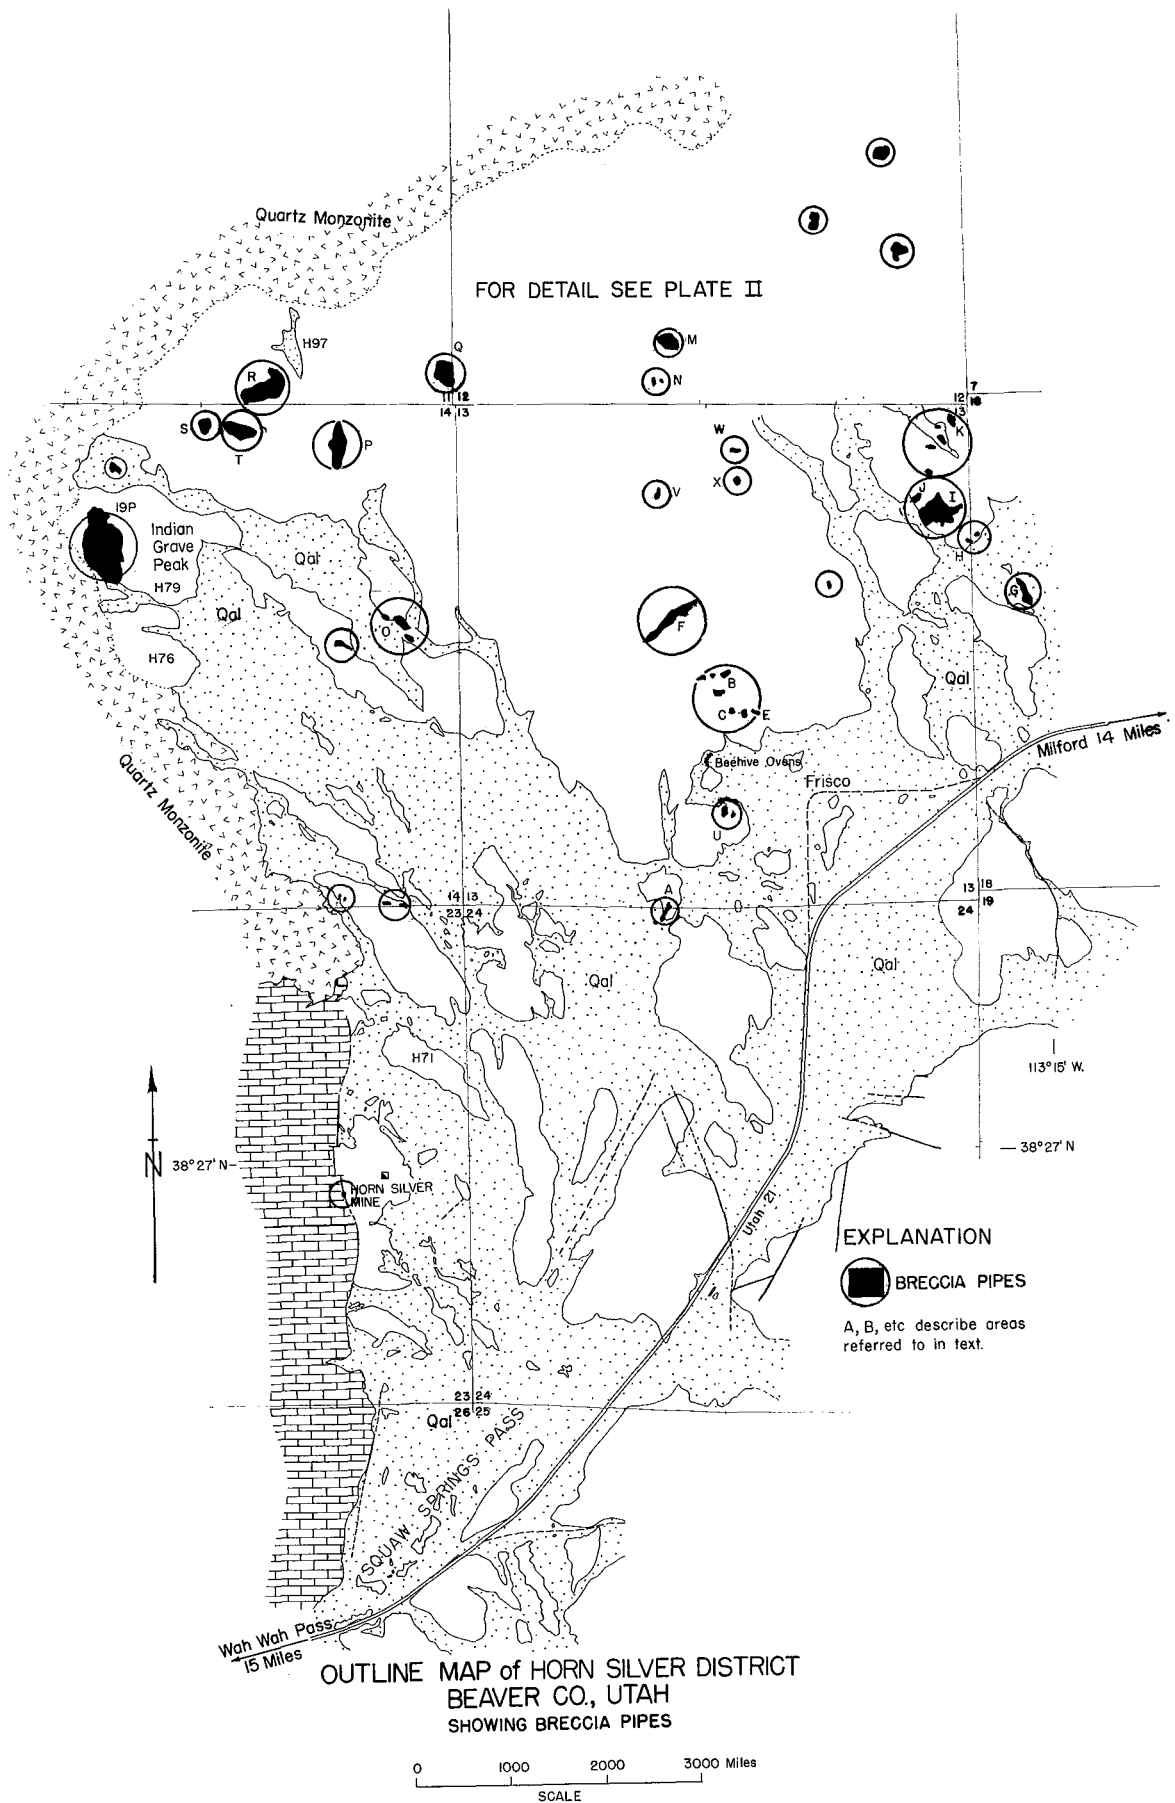 Quartz Monzonite
FOR DETAIL SEE PLATE II
H97
M
Q
N
R
11 12
14 13
7
12 18
13
S
T
P
W
K
X
V
J
I
19P
Indian
Grave
Peak
H79
H
Qal
G
Qal
O
F
H76
Qal
B
C
E
Milford 14 Miles
Beehive Ovens
Quartz Monzonite
Frisco
U
A
14 13
23 24
13 18
24 19
Qal
Qal
H71
113°15' W.
38°27' N
N
38°27' N
HORN SILVER
MINE
Utah 21
EXPLANATION
BRECCIA PIPES
A, B, etc describe areas
referred to in text.
23 24
26 25
Qal
SQUAW SPRINGS PASS
Wah Wah Pass
15 Miles
OUTLINE MAP of HORN SILVER DISTRICT
BEAVER CO., UTAH
SHOWING BRECCIA PIPES
0 1000 2000 3000 Miles
SCALE